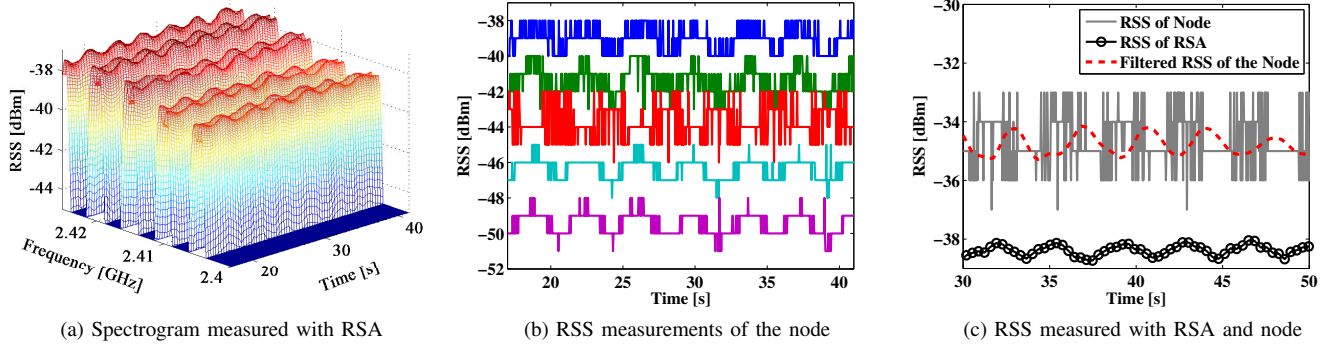 -38
-40
-42
-44
RSS [dBm]
2.42
2.41
2.4
Frequency [GHz]
20
30
40
Time [s]
(a) Spectrogram measured with RSA
-38
-40
-42
-44
-46
-48
-50
-52
RSS [dBm]
20
25
30
35
40
Time [s]
(b) RSS measurements of the node
-30
-32
-34
-36
-38
RSS [dBm]
RSS of Node
RSS of RSA
Filtered RSS of the Node
30
35
40
45
50
Time [s]
(c) RSS measured with RSA and node